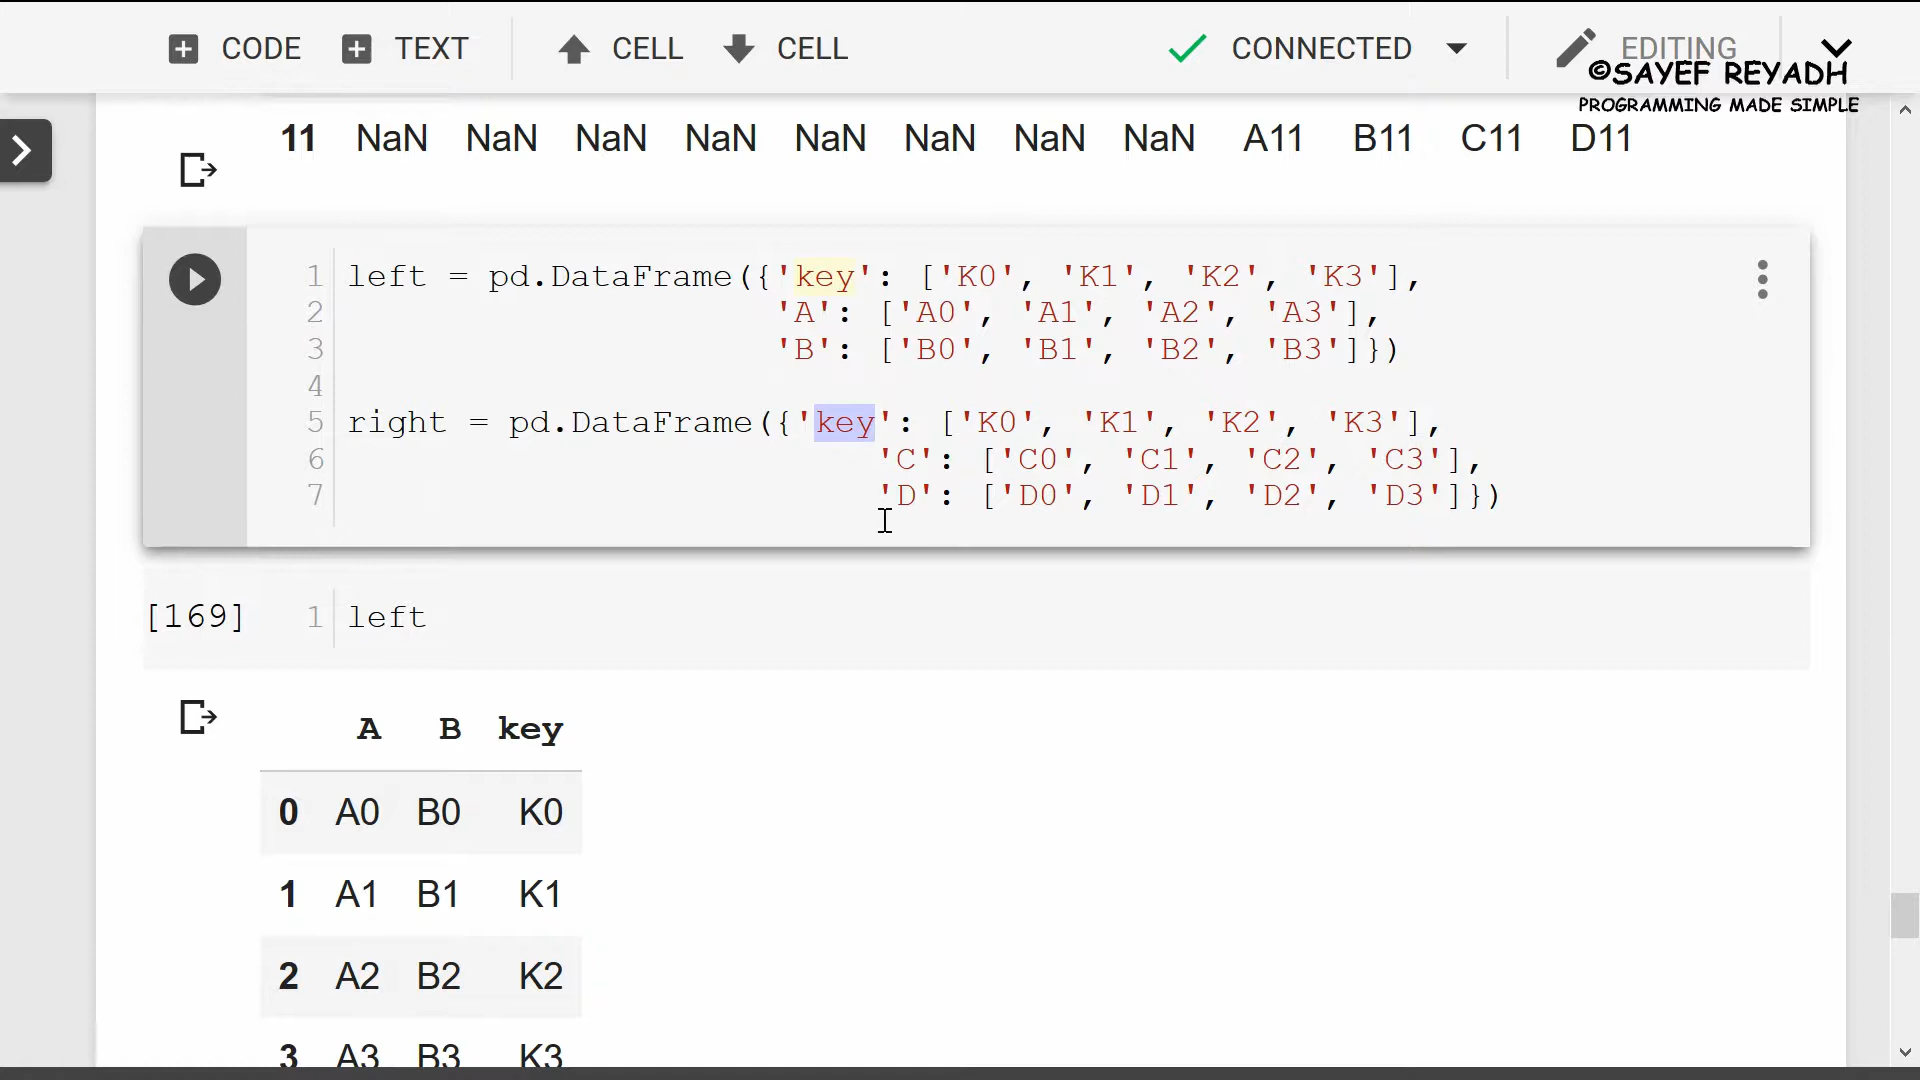 CODE TEXT CELL CELL CONNECTED EDITING
©SAYEF REYADH
PROGRAMMING MADE SIMPLE
11 NaN NaN NaN NaN NaN NaN NaN NaN A11 B11 C11 D11
1 left = pd.DataFrame({'key': ['K0', 'K1', 'K2', 'K3'],
2 'A': ['A0', 'A1', 'A2', 'A3'],
3 'B': ['B0', 'B1', 'B2', 'B3']})
4
5 right = pd.DataFrame({'key': ['K0', 'K1', 'K2', 'K3'],
6 'C': ['C0', 'C1', 'C2', 'C3'],
7 'D': ['D0', 'D1', 'D2', 'D3']})
[169] 1 left
A B key
0 A0 B0 K0
1 A1 B1 K1
2 A2 B2 K2
3 A3 B3 K3